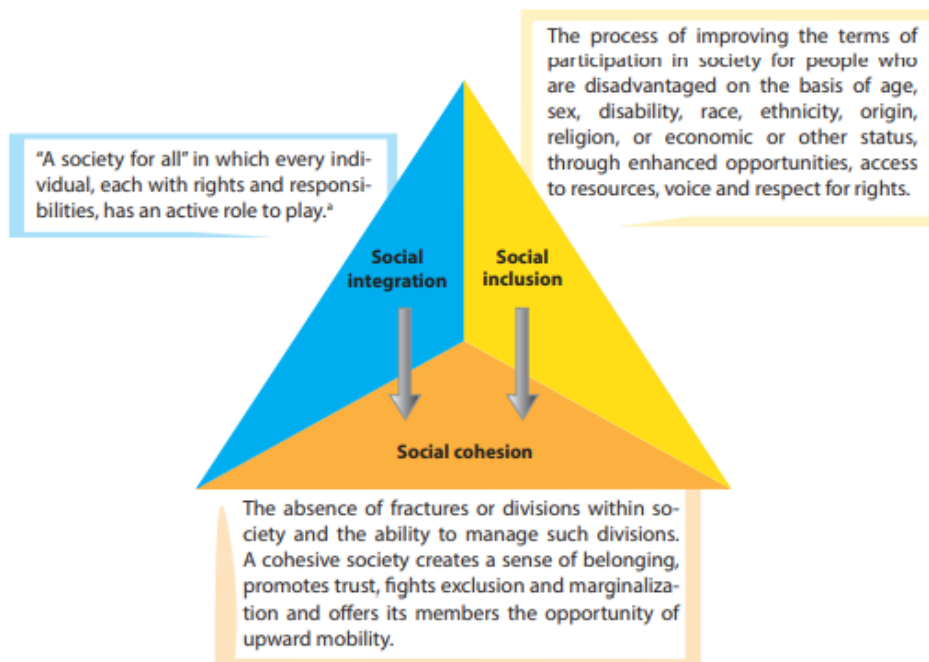 The process of improving the terms of
participation in society for people who
are disadvantaged on the basis of age,
sex, disability, race, ethnicity, origin,
religion, or economic or other status,
through enhanced opportunities, access
to resources, voice and respect for rights.
“A society for all” in which every indi-
vidual, each with rights and responsi-
bilities, has an active role to play.ª
Social
integration
Social
inclusion
Social cohesion
The absence of fractures or divisions within so-
ciety and the ability to manage such divisions.
A cohesive society creates a sense of belonging,
promotes trust, fights exclusion and marginaliza-
tion and offers its members the opportunity of
upward mobility.